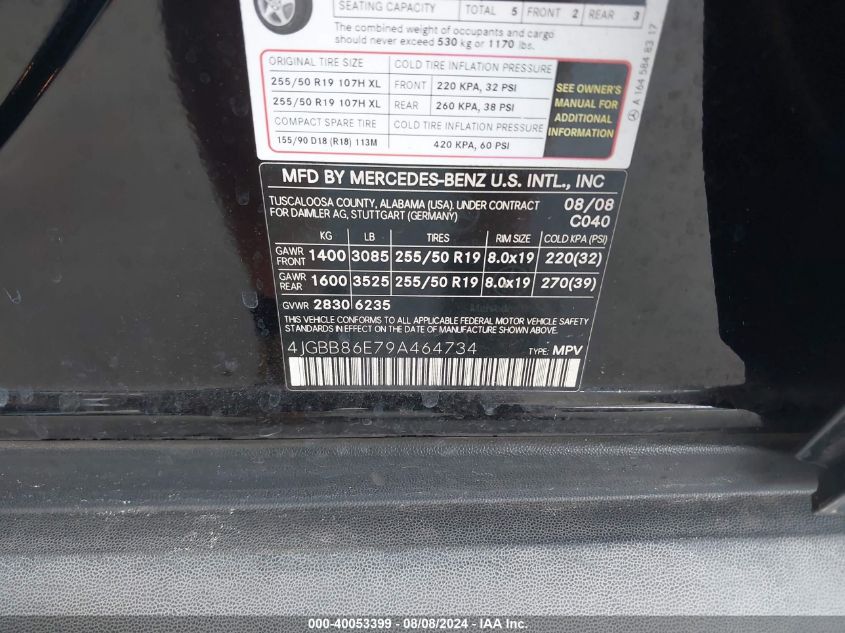 SEATING CAPACITY TOTAL 5 FRONT 2 REAR 3
The combined weight of occupants and cargo
should never exceed 530 kg or 1170 lbs.
ORIGINAL TIRE SIZE COLD TIRE INFLATION PRESSURE
255/50 R19 107H XL FRONT 220 KPA, 32 PSI
255/50 R19 107H XL REAR 260 KPA, 38 PSI
COMPACT SPARE TIRE COLD TIRE INFLATION PRESSURE
155/90 D18 (R18) 113M 420 KPA, 60 PSI
SEE OWNER'S
MANUAL FOR
ADDITIONAL
INFORMATION
A 164 584 83 17
MFD BY MERCEDES-BENZ U.S. INTL., INC
TUSCALOOSA COUNTY, ALABAMA (USA). UNDER CONTRACT 08/08
FOR DAIMLER AG, STUTTGART (GERMANY) C040
KG LB TIRES RIM SIZE COLD KPA (PSI)
GAWR FRONT 1400 3085 255/50 R19 8.0x19 220(32)
GAWR REAR 1600 3525 255/50 R19 8.0x19 270(39)
GVWR 2830 6235
THIS VEHICLE CONFORMS TO ALL APPLICABLE FEDERAL MOTOR VEHICLE SAFETY
STANDARDS IN EFFECT ON THE DATE OF MANUFACTURE SHOWN ABOVE.
4JGBB86E79A464734 TYPE: MPV
000-40053399 - 08/08/2024 - IAA Inc.